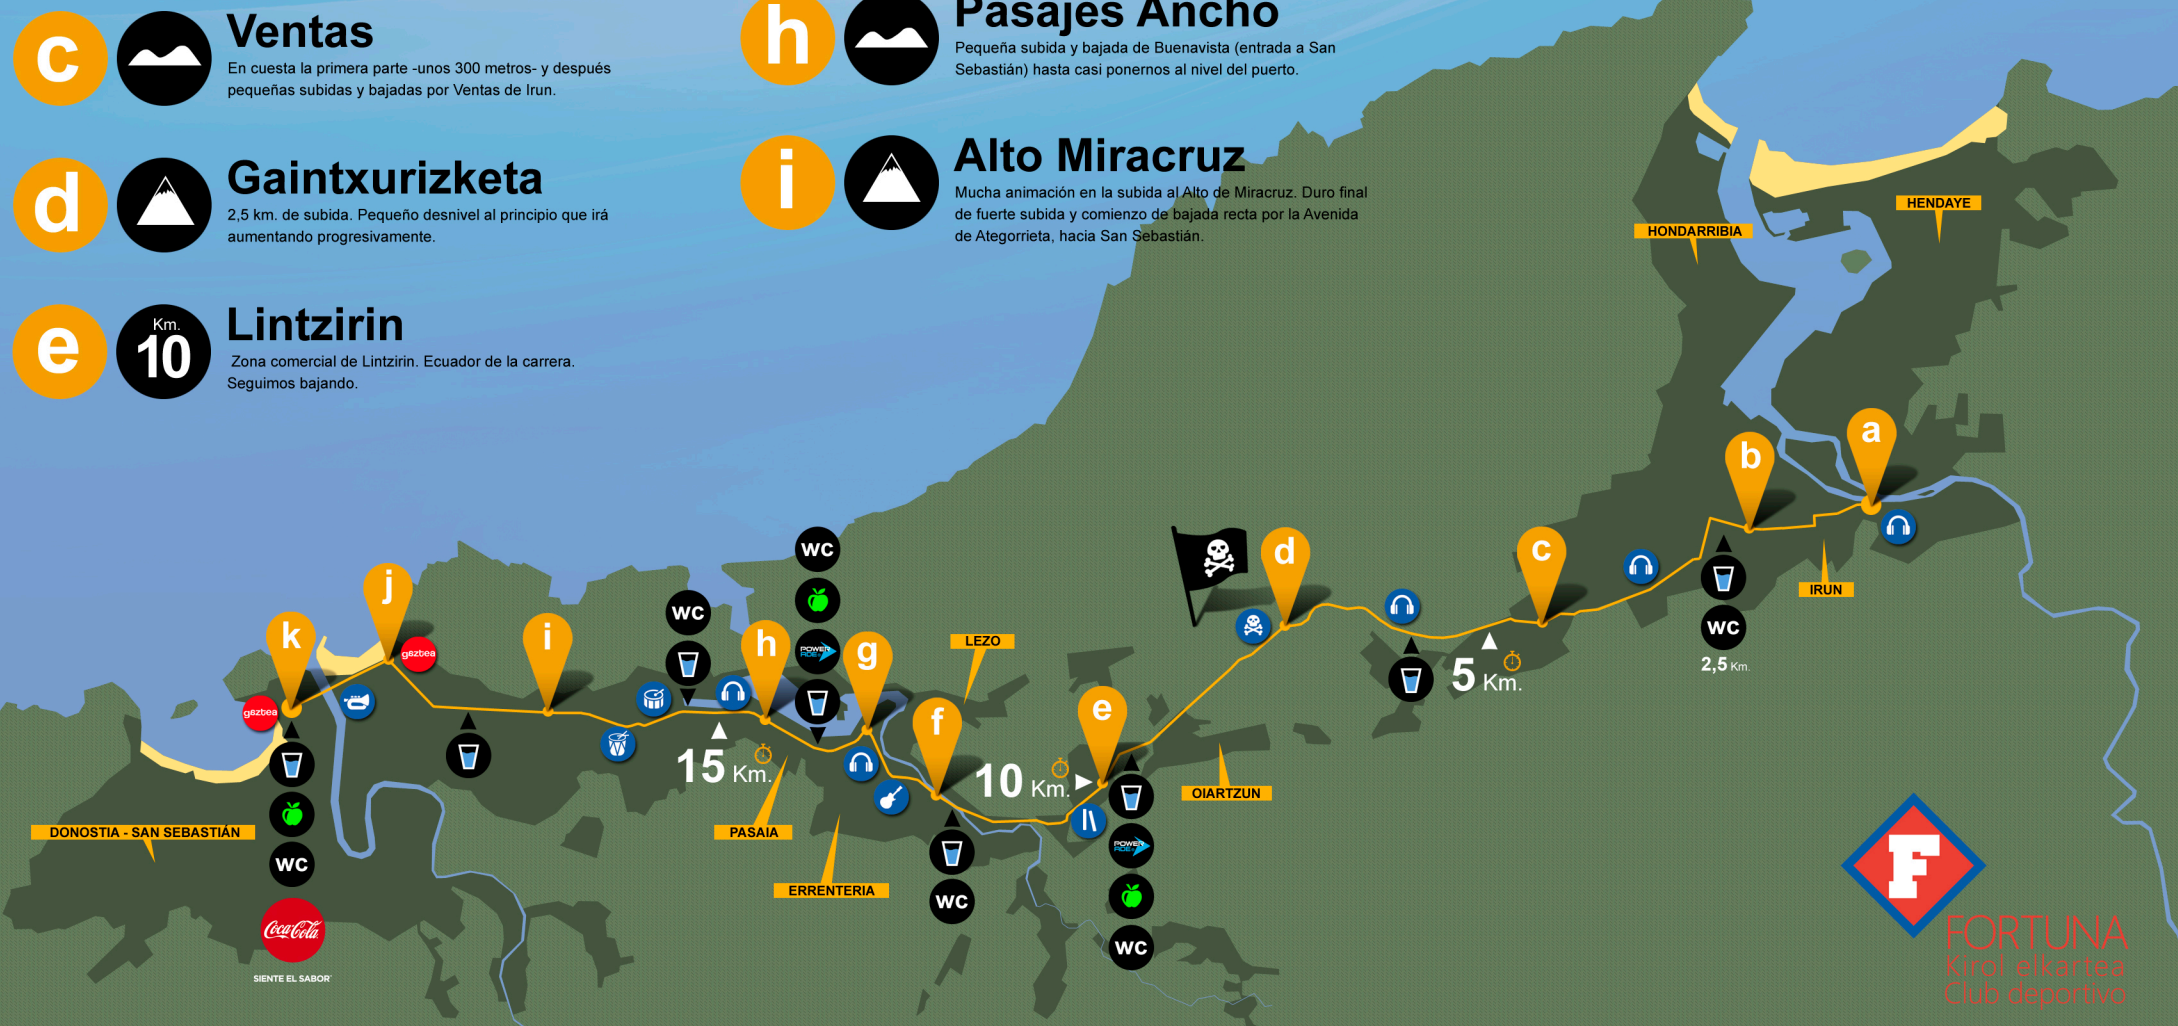 c
Ventas
En cuesta la primera parte -unos 300 metros- y después
pequeñas subidas y bajadas por Ventas de Irun.
d
Gaintxurizketa
2,5 km. de subida. Pequeño desnivel al principio que irá
aumentando progresivamente.
e
Km.
10
Lintzirin
Zona comercial de Lintzirin. Ecuador de la carrera.
Seguimos bajando.
h
Pasajes Ancho
Pequeña subida y bajada de Buenavista (entrada a San
Sebastián) hasta casi ponernos al nivel del puerto.
i
Alto Miracruz
Mucha animación en la subida al Alto de Miracruz. Duro final
de fuerte subida y comienzo de bajada recta por la Avenida
de Ategorrieta, hacia San Sebastián.
HENDAYE
HONDARRIBIA
a
b
c
d
WC
j
IRUN
k
i
WC
h
g
LEZO
WC
2,5 Km.
gaztea
POWER
ADE
5 Km.
e
f
gaztea
15 Km.
10 Km.
OIARTZUN
DONOSTIA - SAN SEBASTIÁN
PASAIA
POWER
ADE
WC
ERRENTERIA
WC
Coca-Cola
WC
SIENTE EL SABOR
F
FORTUNA
Kirol elkartea
Club deportivo